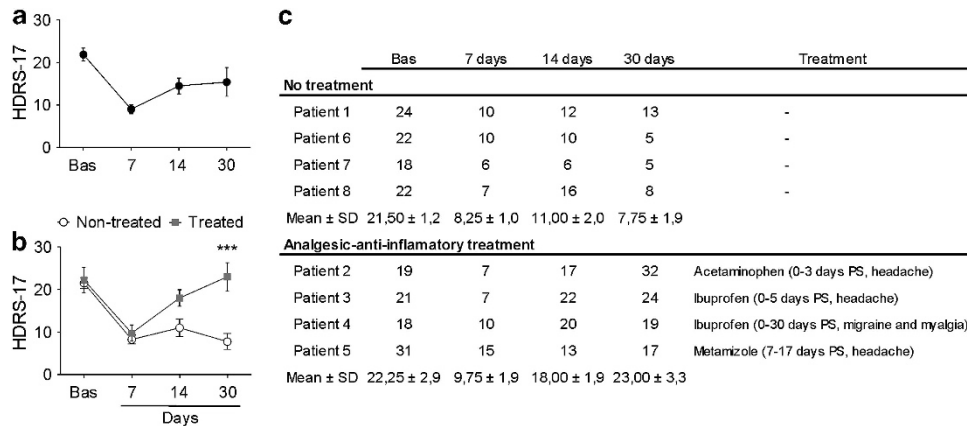 a
30
20
10
0
HDRS-17
Bas 7 14 30
Non-treated Treated
b
30
20
10
0
HDRS-17
***
Bas 7 14 30
Days
c
Bas 7 days 14 days 30 days Treatment
No treatment
Patient 1 24 10 12 13 -
Patient 6 22 10 10 5 -
Patient 7 18 6 6 5 -
Patient 8 22 7 16 8 -
Mean ± SD 21,50 ± 1,2 8,25 ± 1,0 11,00 ± 2,0 7,75 ± 1,9
Analgesic-anti-inflamatory treatment
Patient 2 19 7 17 32 Acetaminophen (0-3 days PS, headache)
Patient 3 21 7 22 24 Ibuprofen (0-5 days PS, headache)
Patient 4 18 10 20 19 Ibuprofen (0-30 days PS, migraine and myalgia)
Patient 5 31 15 13 17 Metamizole (7-17 days PS, headache)
Mean ± SD 22,25 ± 2,9 9,75 ± 1,9 18,00 ± 1,9 23,00 ± 3,3